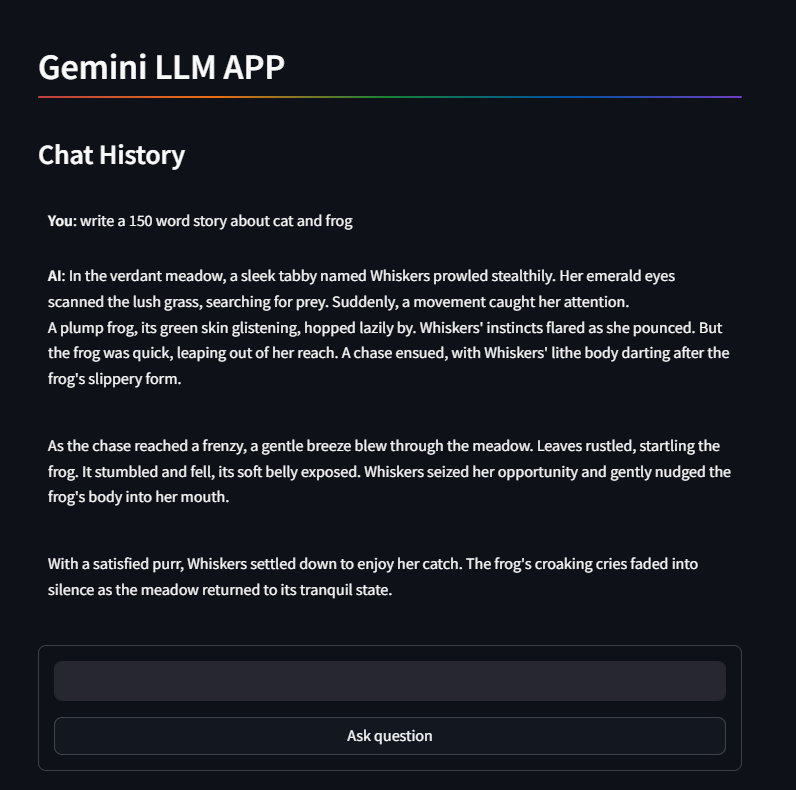 Gemini LLM APP
Chat History
You: write a 150 word story about cat and frog
AI: In the verdant meadow, a sleek tabby named Whiskers prowled stealthily. Her emerald eyes
scanned the lush grass, searching for prey. Suddenly, a movement caught her attention.
A plump frog, its green skin glistening, hopped lazily by. Whiskers' instincts flared as she pounced. But
the frog was quick, leaping out of her reach. A chase ensued, with Whiskers' lithe body darting after the
frog's slippery form.
As the chase reached a frenzy, a gentle breeze blew through the meadow. Leaves rustled, startling the
frog. It stumbled and fell, its soft belly exposed. Whiskers seized her opportunity and gently nudged the
frog's body into her mouth.
With a satisfied purr, Whiskers settled down to enjoy her catch. The frog's croaking cries faded into
silence as the meadow returned to its tranquil state.
Ask question